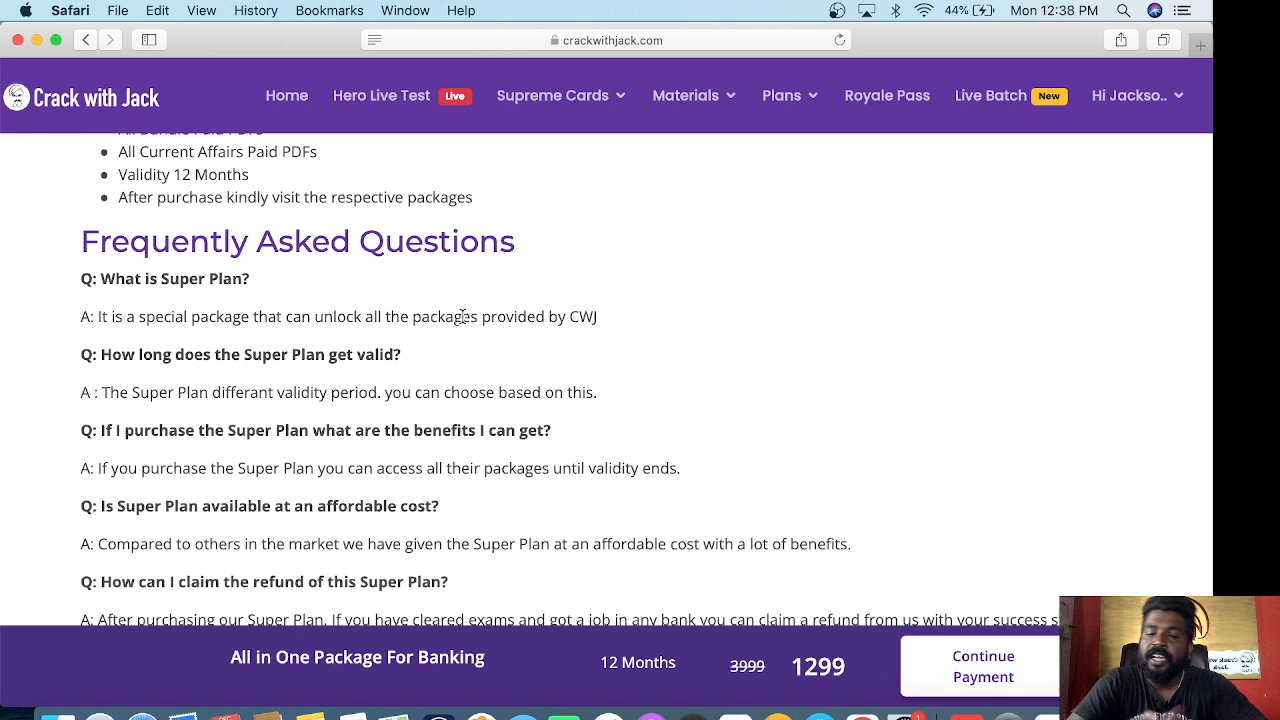 Safari File Edit View History Bookmarks Window Help 44% Mon 12:38 PM
crackwithjack.com
Crack with Jack Home Hero Live Test Live Supreme Cards Materials Plans Royale Pass Live Batch New Hi Jackso..
All Current Affairs Paid PDFs
Validity 12 Months
After purchase kindly visit the respective packages
Frequently Asked Questions
Q: What is Super Plan?
A: It is a special package that can unlock all the packages provided by CWJ
Q: How long does the Super Plan get valid?
A : The Super Plan differant validity period. you can choose based on this.
Q: If I purchase the Super Plan what are the benefits I can get?
A: If you purchase the Super Plan you can access all their packages until validity ends.
Q: Is Super Plan available at an affordable cost?
A: Compared to others in the market we have given the Super Plan at an affordable cost with a lot of benefits.
Q: How can I claim the refund of this Super Plan?
A: After purchasing our Super Plan, If you have cleared exams and got a job in any bank you can claim a refund from us with your success
All in One Package For Banking 12 Months 3999 1299 Continue
Payment